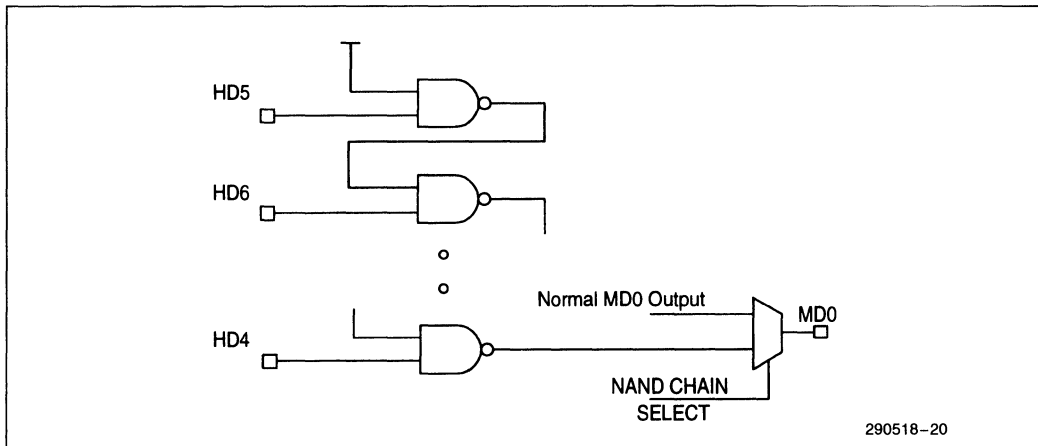 HD5
HD6
Normal MD0 Output
MD0
HD4
NAND CHAIN
SELECT
290518-20